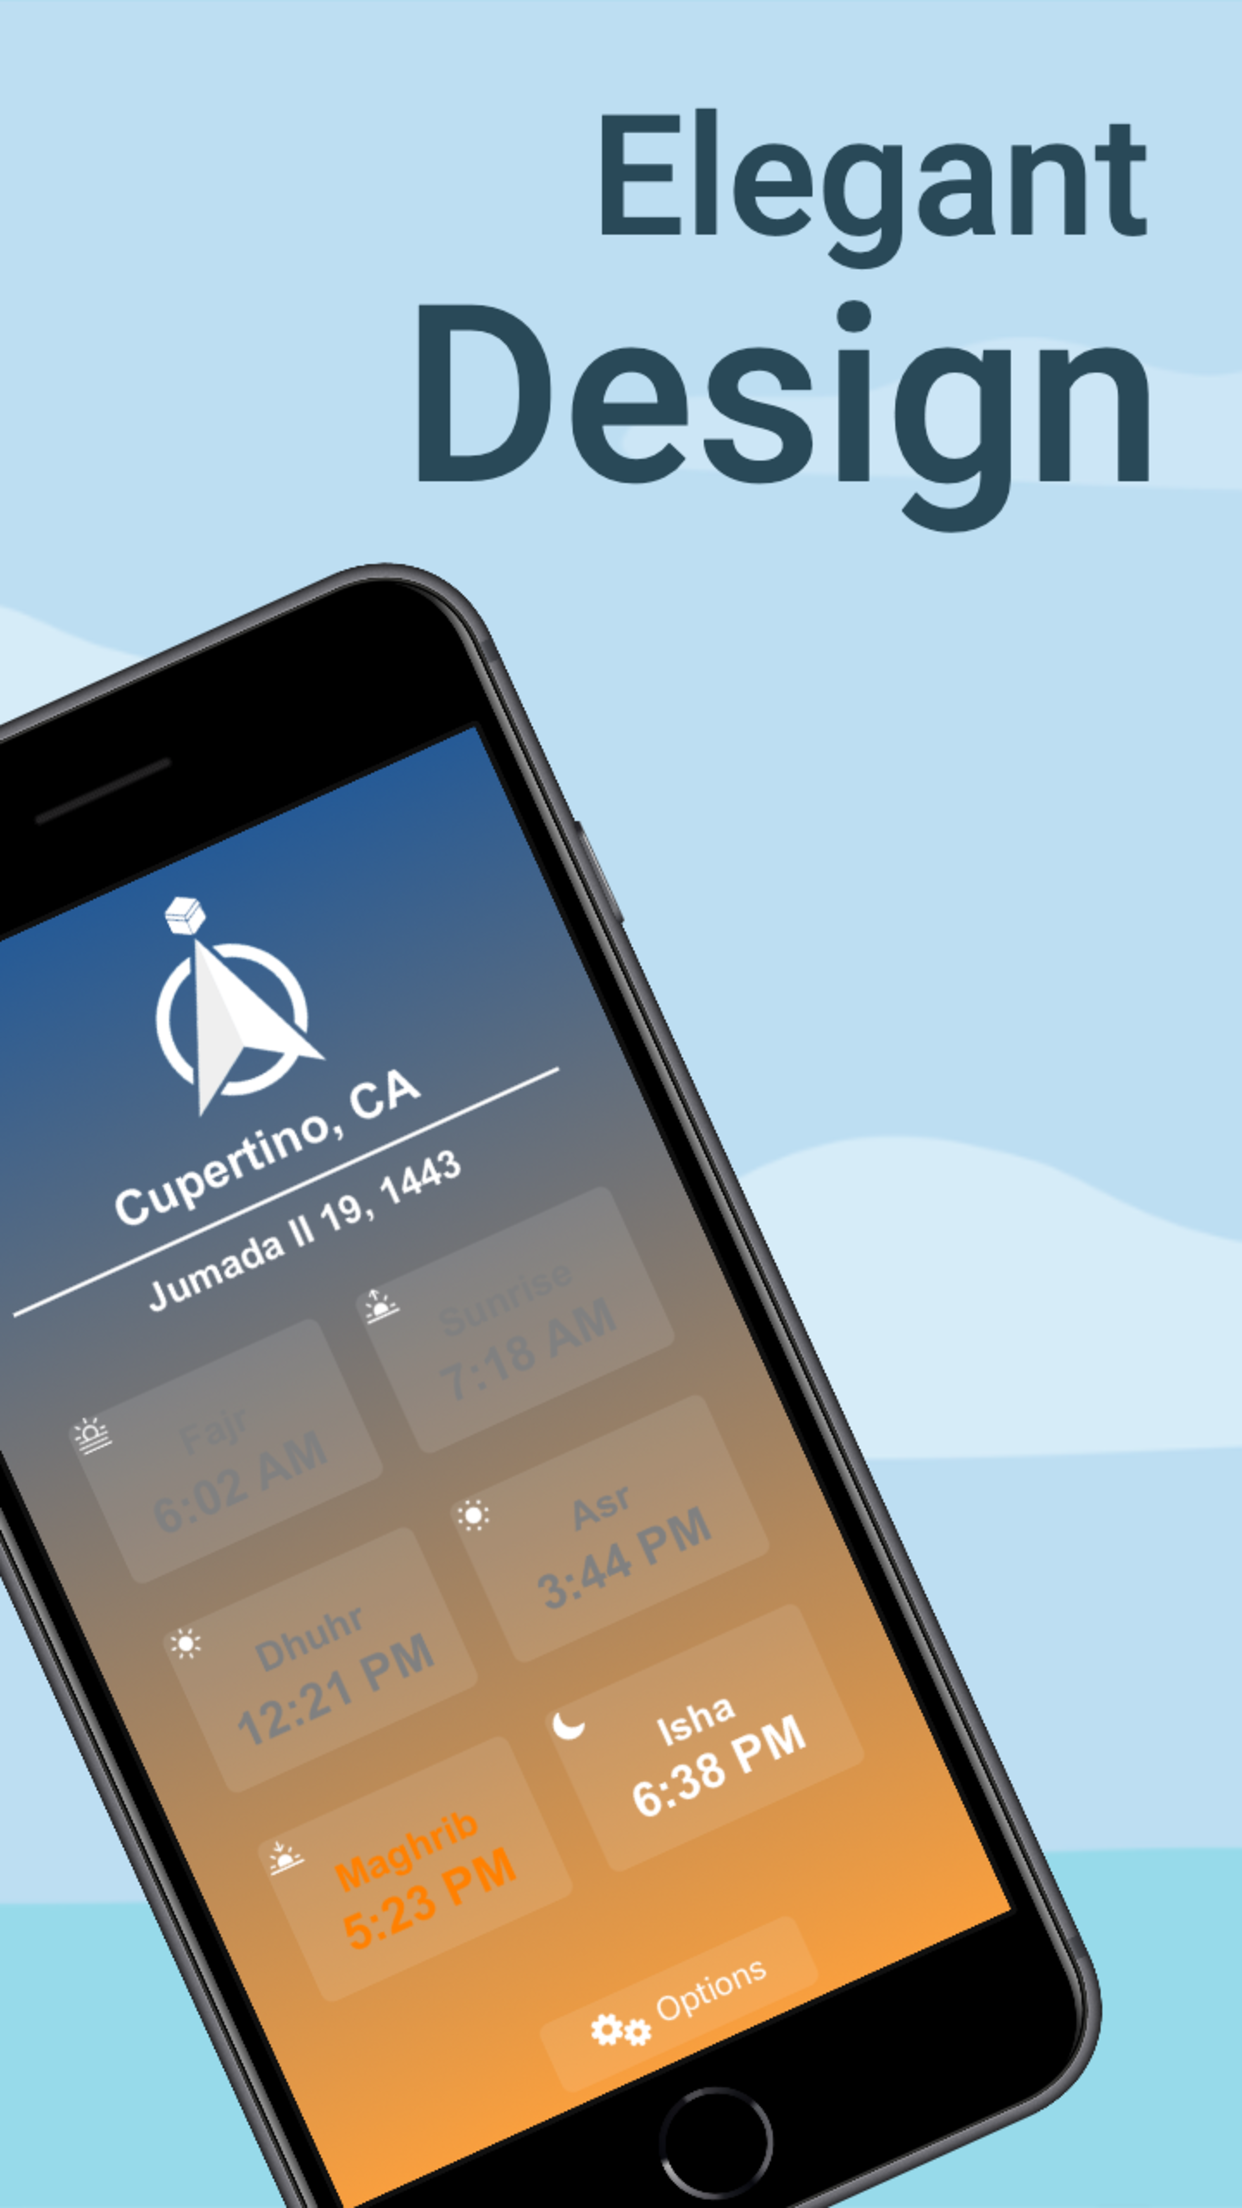 Elegant
Design
Cupertino, CA
Jumada II 19, 1443
Fajr
6:02 AM
Sunrise
7:18 AM
Dhuhr
12:21 PM
Asr
3:44 PM
Maghrib
5:23 PM
Isha
6:38 PM
Options